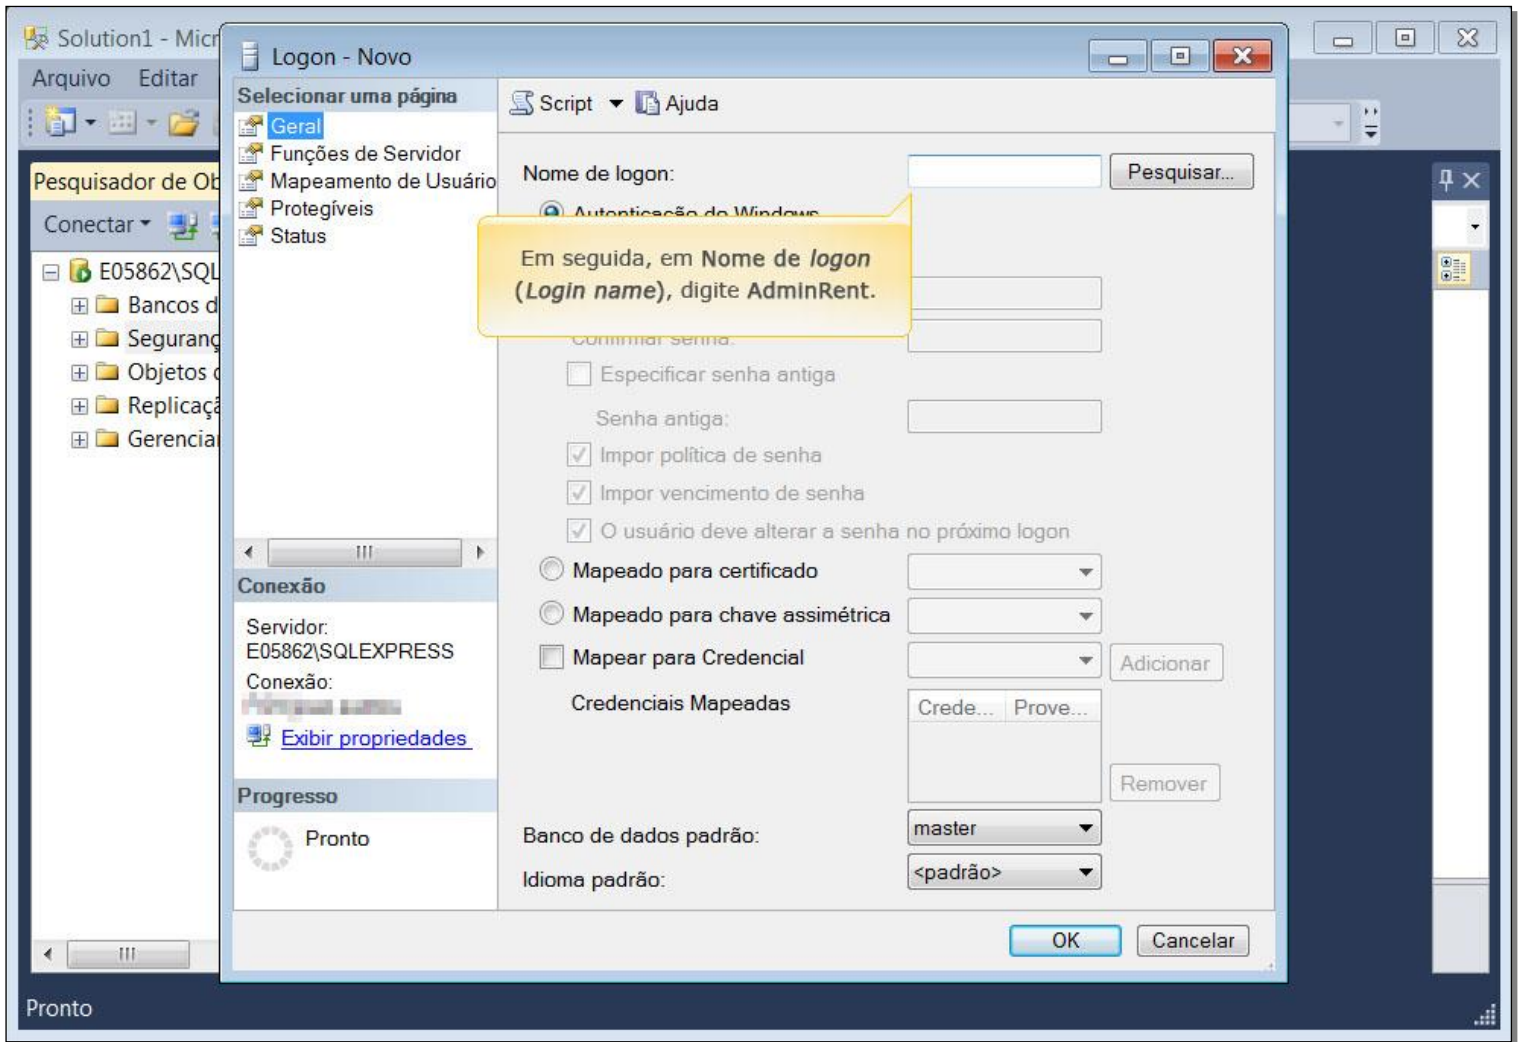 Solution1 - Micr
Logon - Novo
Arquivo Editar
Selecionar uma página
Script Ajuda
Geral
Funções de Servidor
Mapeamento de Usuário
Protegíveis
Status
Pesquisador de Ob
Conectar
E05862\SQL
Bancos d
Seguranç
Objetos d
Replicaçã
Gerenciar
Nome de logon:
Pesquisar...
Autenticação do Windows
Em seguida, em Nome de logon
(Login name), digite AdminRent.
Confirmar senha:
Especificar senha antiga
Senha antiga:
Impor política de senha
Impor vencimento de senha
O usuário deve alterar a senha no próximo logon
Mapeado para certificado
Mapeado para chave assimétrica
Mapear para Credencial
Adicionar
Credenciais Mapeadas
Crede... Prove...
Remover
Banco de dados padrão:
master
Idioma padrão:
<padrão>
Conexão
Servidor:
E05862\SQLEXPRESS
Conexão:
Exibir propriedades
Progresso
Pronto
OK
Cancelar
Pronto